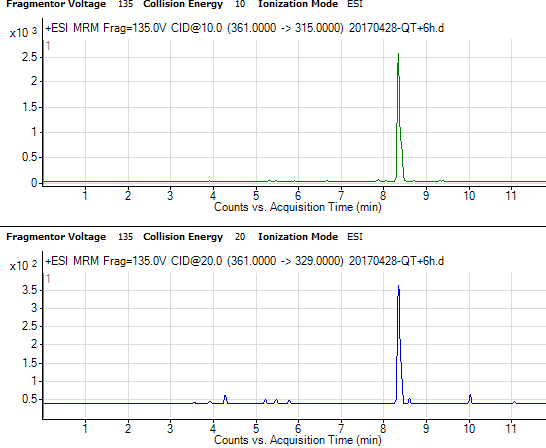 Fragmentor Voltage 135 Collision Energy 10 Ionization Mode ESI
x10 3 +ESI MRM Frag=135.0V CID@10.0 (361.0000 -> 315.0000) 20170428-QT+6h.d
1
2.5
2
1.5
1
0.5
0
1 2 3 4 5 6 7 8 9 10 11
Counts vs. Acquisition Time (min)
Fragmentor Voltage 135 Collision Energy 20 Ionization Mode ESI
x10 2 +ESI MRM Frag=135.0V CID@20.0 (361.0000 -> 329.0000) 20170428-QT+6h.d
1
3.5
3
2.5
2
1.5
1
0.5
1 2 3 4 5 6 7 8 9 10 11
Counts vs. Acquisition Time (min)